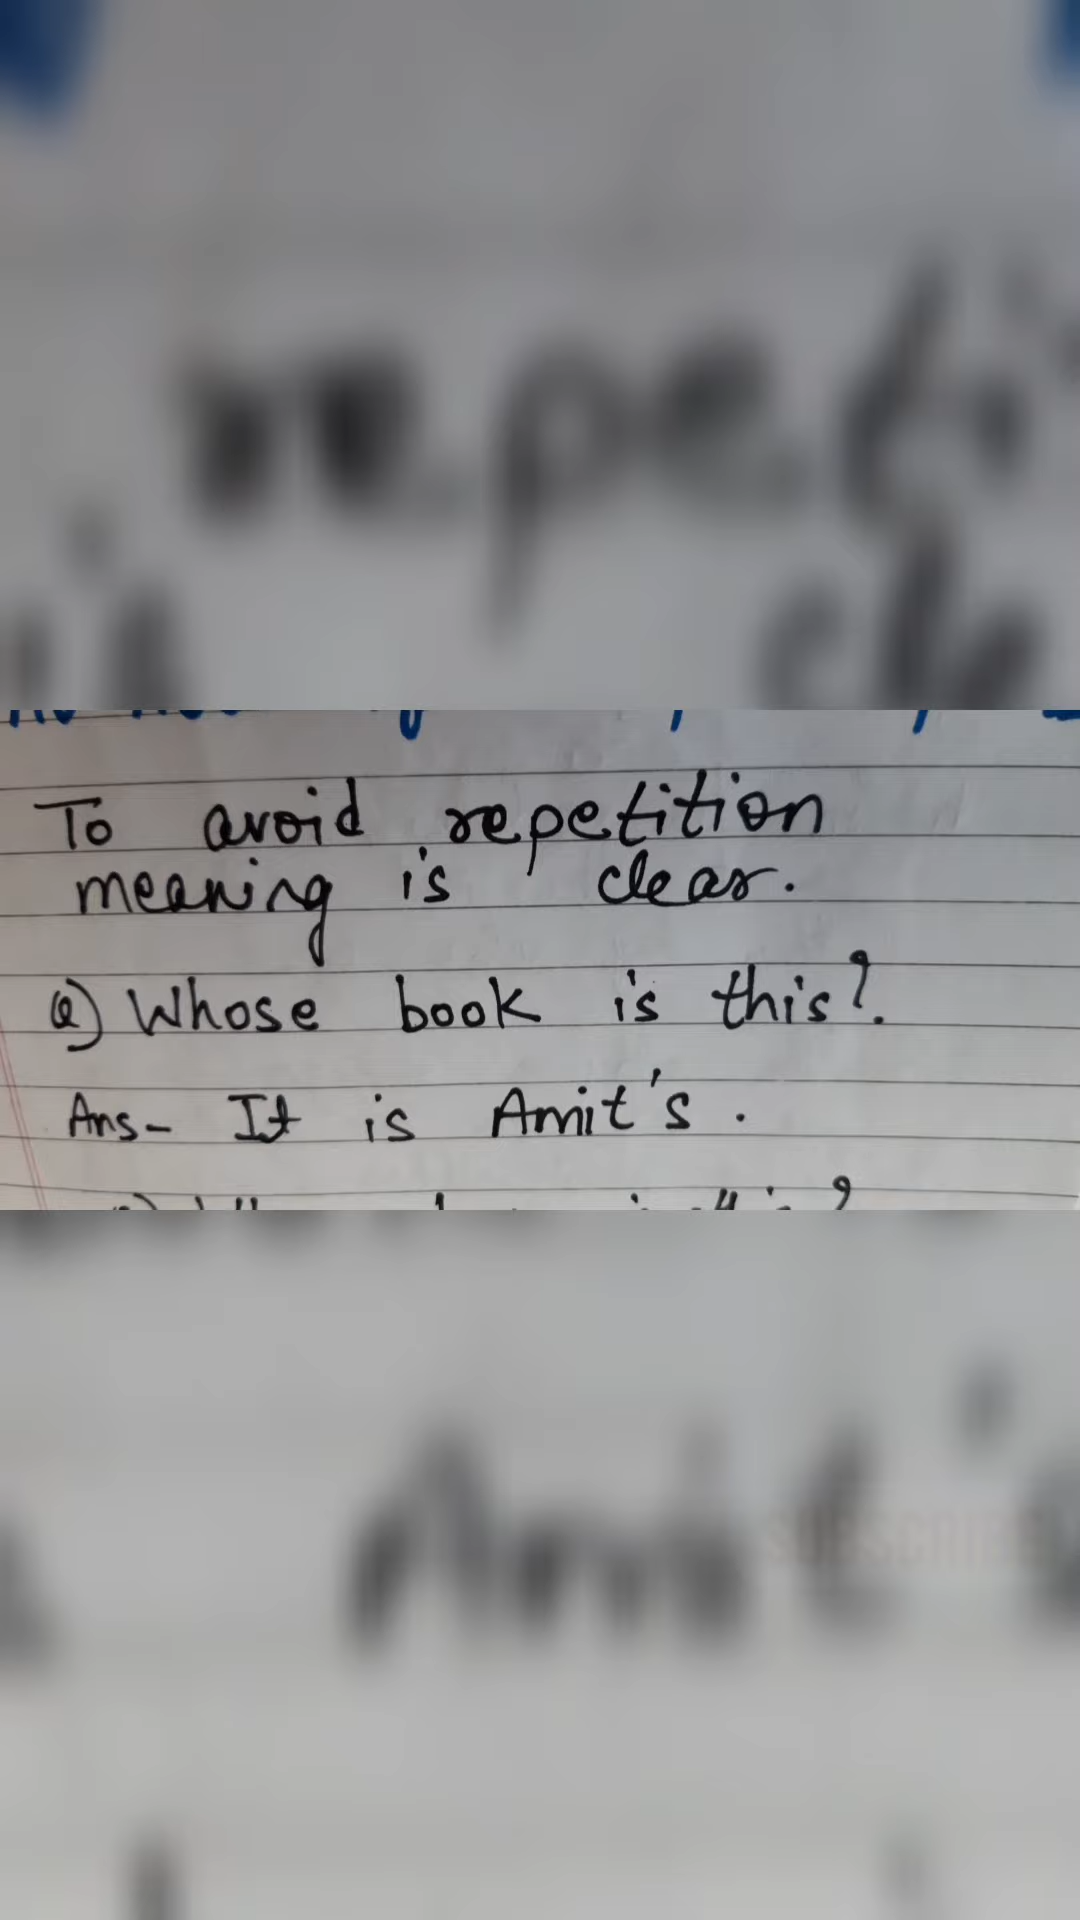 To avoid repetition
meaning is clear.
Q) Whose book is this?.
Ans- It is Amit's.